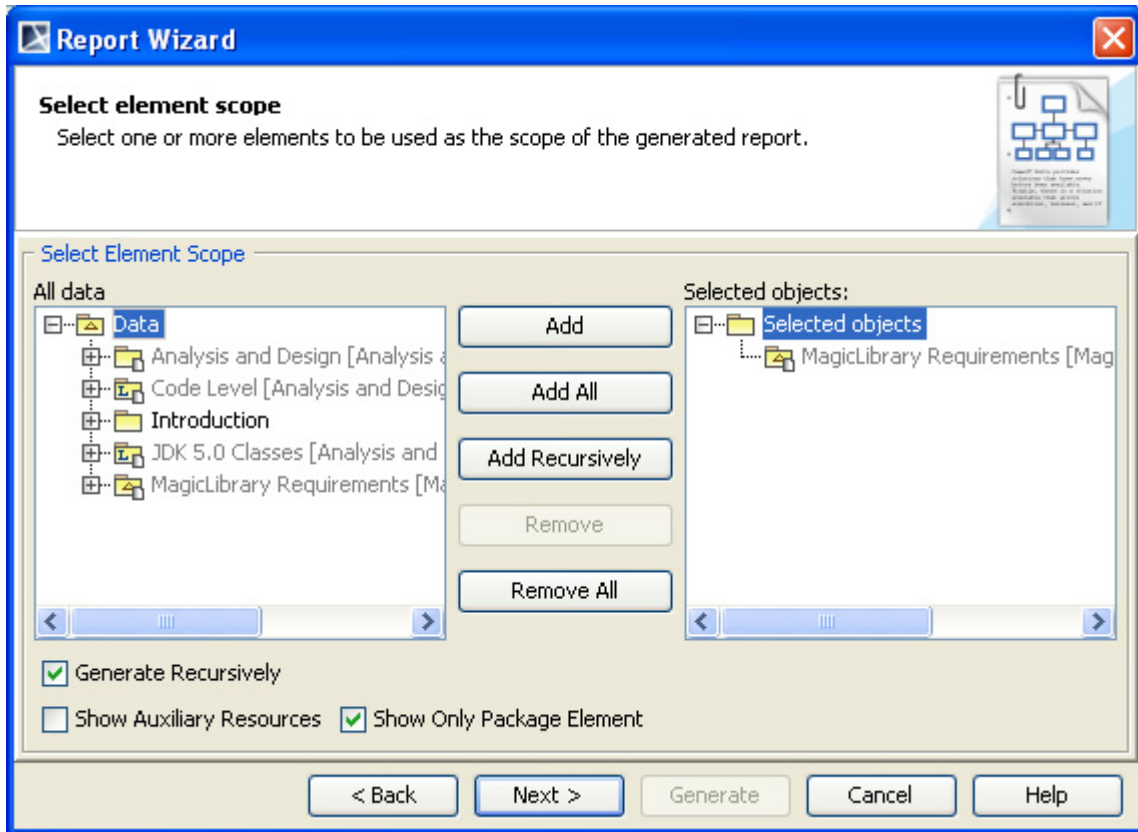 Report Wizard
Select element scope
Select one or more elements to be used as the scope of the generated report.
Select Element Scope
All data
Data
Analysis and Design [Analysis a
Code Level [Analysis and Desig
Introduction
JDK 5.0 Classes [Analysis and
MagicLibrary Requirements [Ma
Add
Add All
Add Recursively
Remove
Remove All
Selected objects:
Selected objects
MagicLibrary Requirements [Mag
Generate Recursively
Show Auxiliary Resources
Show Only Package Element
< Back
Next >
Generate
Cancel
Help